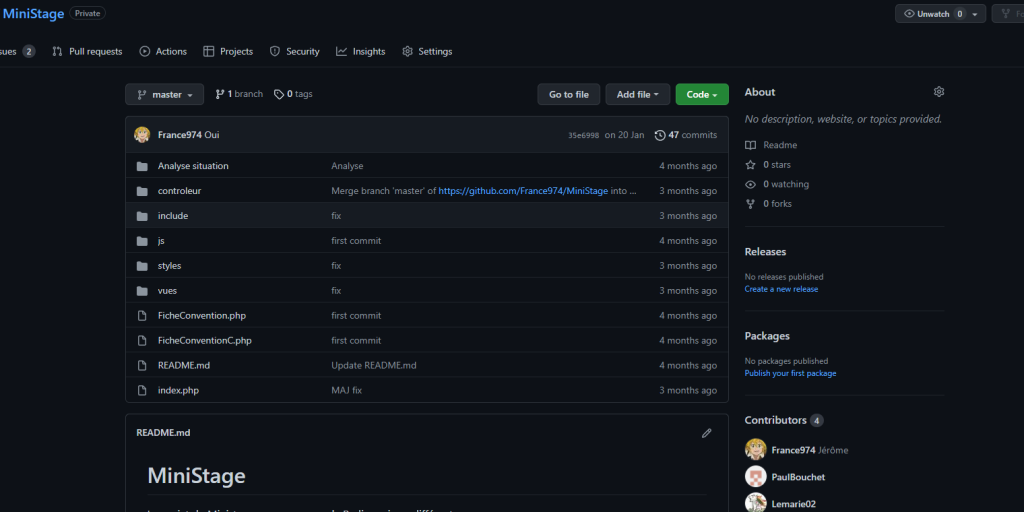 MiniStage Private
Unwatch 0
sues 2 Pull requests Actions Projects Security Insights Settings
master 1 branch 0 tags Go to file Add file Code
France974 Oui 35e6998 on 20 Jan 47 commits
Analyse situation Analyse 4 months ago
controleur Merge branch 'master' of https://github.com/France974/MiniStage into ... 3 months ago
include fix 3 months ago
js first commit 4 months ago
styles fix 3 months ago
vues fix 3 months ago
FicheConvention.php first commit 4 months ago
FicheConventionC.php first commit 4 months ago
README.md Update README.md 4 months ago
index.php MAJ fix 3 months ago
README.md
MiniStage
About
No description, website, or topics provided.
Readme
0 stars
0 watching
0 forks
Releases
No releases published
Create a new release
Packages
No packages published
Publish your first package
Contributors 4
France974 Jérôme
PaulBouchet
Lemarie02